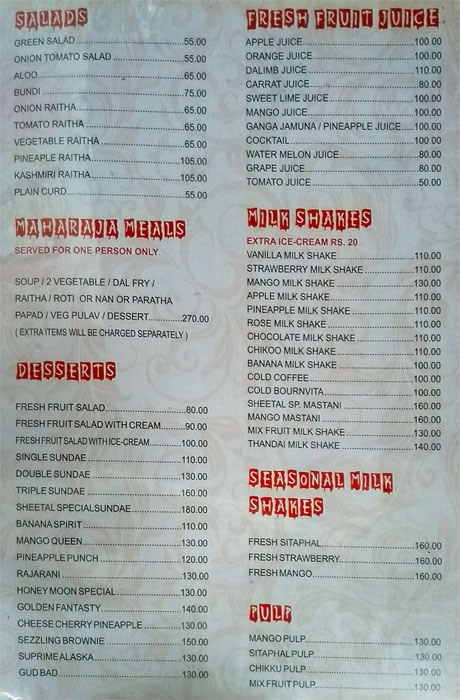 SALADS
GREEN SALAD 55.00
ONION TOMATO SALAD 55.00
ALOO 65.00
BUNDI 75.00
ONION RAITHA 65.00
TOMATO RAITHA 65.00
VEGETABLE RAITHA 65.00
PINEAPLE RAITHA 105.00
KASHMIRI RAITHA 105.00
PLAIN CURD 55.00
MAHARAJA MEALS
SERVED FOR ONE PERSON ONLY
SOUP / 2 VEGETABLE / DAL FRY /
RAITHA / ROTI OR NAN OR PARATHA
PAPAD / VEG PULAV / DESSERT 270.00
( EXTRA ITEMS WILL BE CHARGED SEPARATELY )
DESSERTS
FRESH FRUIT SALAD 80.00
FRESH FRUIT SALAD WITH CREAM 90.00
FRESH FRUIT SALAD WITH ICE-CREAM 100.00
SINGLE SUNDAE 110.00
DOUBLE SUNDAE 130.00
TRIPLE SUNDAE 160.00
SHEETAL SPECIALSUNDAE 180.00
BANANA SPIRIT 110.00
MANGO QUEEN 130.00
PINEAPPLE PUNCH 120.00
RAJARANI 130.00
HONEY MOON SPECIAL 130.00
GOLDEN FANTASTY 140.00
CHEESE CHERRY PINEAPPLE 130.00
SEZZLING BROWNIE 150.00
SUPRIME ALASKA 130.00
GUD BAD 130.00
FRESH FRUIT JUICE
APPLE JUICE 100.00
ORANGE JUICE 100.00
DALIMB JUICE 110.00
CARRAT JUICE 80.00
SWEET LIME JUICE 100.00
MANGO JUICE 100.00
GANGA JAMUNA / PINEAPPLE JUICE 100.00
COCKTAIL 100.00
WATER MELON JUICE 80.00
GRAPE JUICE 80.00
TOMATO JUICE 50.00
MILK SHAKES
EXTRA ICE-CREAM RS. 20
VANILLA MILK SHAKE 110.00
STRAWBERRY MILK SHAKE 110.00
MANGO MILK SHAKE 130.00
APPLE MILK SHAKE 110.00
PINEAPPLE MILK SHAKE 110.00
ROSE MILK SHAKE 110.00
CHOCOLATE MILK SHAKE 110.00
CHIKOO MILK SHAKE 110.00
BANANA MILK SHAKE 100.00
COLD COFFEE 100.00
COLD BOURNVITA 100.00
SHEETAL SP. MASTANI 160.00
MANGO MASTANI 160.00
MIX FRUIT MILK SHAKE 130.00
THANDAI MILK SHAKE 140.00
SEASONAL MILK
SHAKES
FRESH SITAPHAL 160.00
FRESH STRAWBERRY 160.00
FRESH MANGO 160.00
PULP
MANGO PULP 130.00
SITAPHAL PULP 130.00
CHIKKU PULP 130.00
MIX FRUIT PULP 130.00